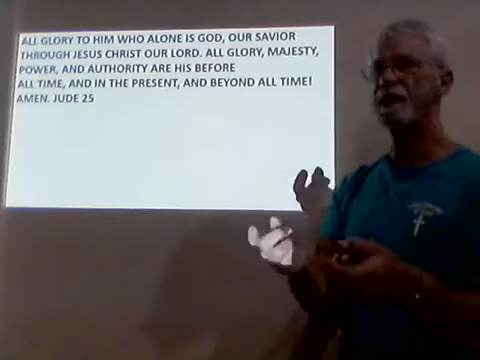 ALL GLORY TO HIM WHO ALONE IS GOD, OUR SAVIOR
THROUGH JESUS CHRIST OUR LORD. ALL GLORY, MAJESTY,
POWER, AND AUTHORITY ARE HIS BEFORE
ALL TIME, AND IN THE PRESENT, AND BEYOND ALL TIME!
AMEN. JUDE 25